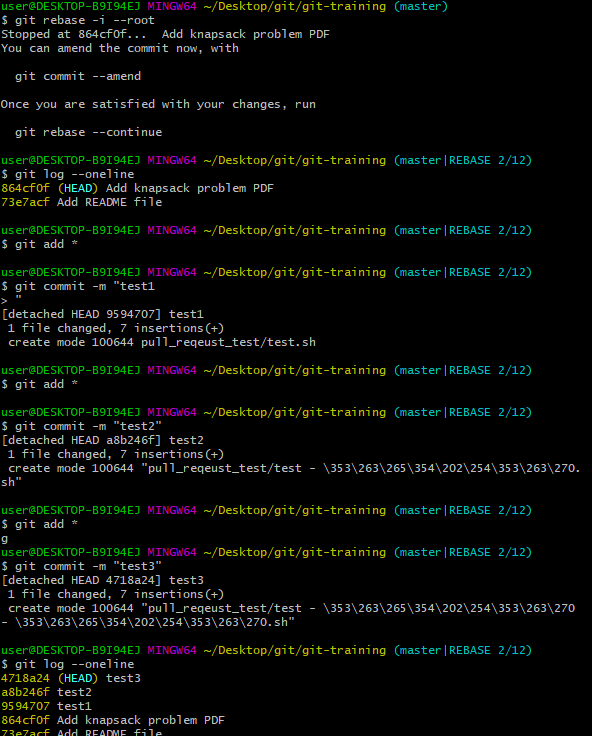 user@DESKTOP-B9I94EJ MINGW64 ~/Desktop/git/git-training (master)
$ git rebase -i --root
Stopped at 864cf0f...  Add knapsack problem PDF
You can amend the commit now, with
  git commit --amend
Once you are satisfied with your changes, run
  git rebase --continue
user@DESKTOP-B9I94EJ MINGW64 ~/Desktop/git/git-training (master|REBASE 2/12)
$ git log --oneline
864cf0f (HEAD) Add knapsack problem PDF
73e7acf Add README file
user@DESKTOP-B9I94EJ MINGW64 ~/Desktop/git/git-training (master|REBASE 2/12)
$ git add *
user@DESKTOP-B9I94EJ MINGW64 ~/Desktop/git/git-training (master|REBASE 2/12)
$ git commit -m "test1
> "
[detached HEAD 9594707] test1
 1 file changed, 7 insertions(+)
 create mode 100644 pull_reqeust_test/test.sh
user@DESKTOP-B9I94EJ MINGW64 ~/Desktop/git/git-training (master|REBASE 2/12)
$ git add *
user@DESKTOP-B9I94EJ MINGW64 ~/Desktop/git/git-training (master|REBASE 2/12)
$ git commit -m "test2"
[detached HEAD a8b246f] test2
 1 file changed, 7 insertions(+)
 create mode 100644 "pull_reqeust_test/test - \353\263\265\354\202\254\353\263\270.
sh"
user@DESKTOP-B9I94EJ MINGW64 ~/Desktop/git/git-training (master|REBASE 2/12)
$ git add *
g
user@DESKTOP-B9I94EJ MINGW64 ~/Desktop/git/git-training (master|REBASE 2/12)
$ git commit -m "test3"
[detached HEAD 4718a24] test3
 1 file changed, 7 insertions(+)
 create mode 100644 "pull_reqeust_test/test - \353\263\265\354\202\254\353\263\270
- \353\263\265\354\202\254\353\263\270.sh"
user@DESKTOP-B9I94EJ MINGW64 ~/Desktop/git/git-training (master|REBASE 2/12)
$ git log --oneline
4718a24 (HEAD) test3
a8b246f test2
9594707 test1
864cf0f Add knapsack problem PDF
73e7acf Add README file